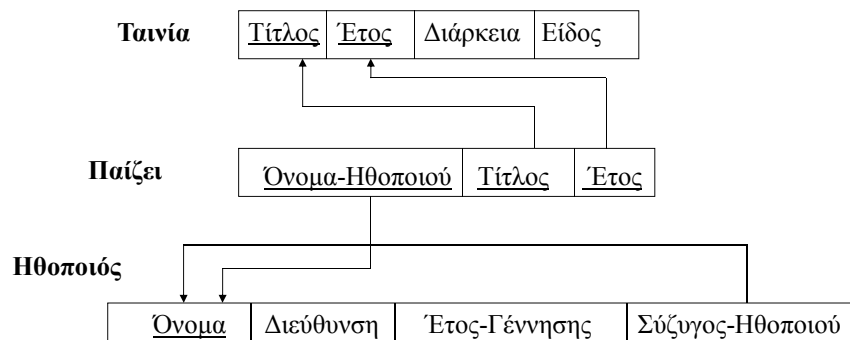 Ταινία Τίτλος Έτος Διάρκεια Είδος
Παίζει Όνομα-Ηθοποιού Τίτλος Έτος
Ηθοποιός
Όνομα Διεύθυνση Έτος-Γέννησης Σύζυγος-Ηθοποιού